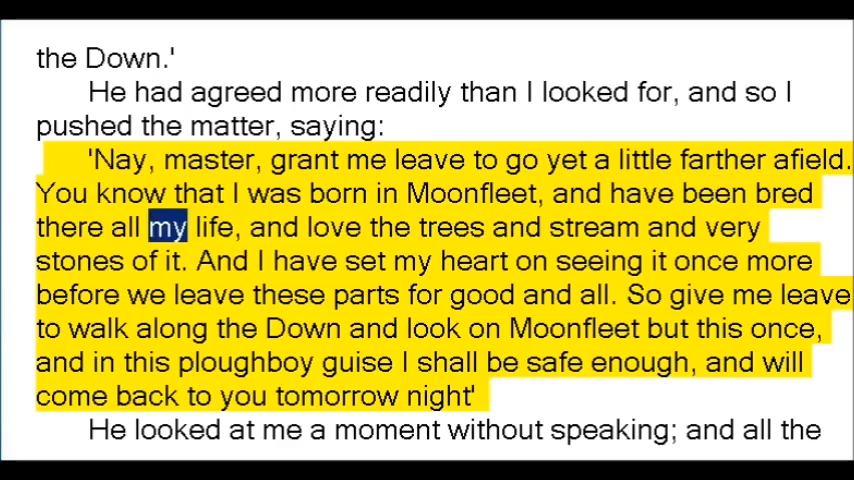 the Down.'
He had agreed more readily than I looked for, and so I
pushed the matter, saying:
'Nay, master, grant me leave to go yet a little farther afield.
You know that I was born in Moonfleet, and have been bred
there all my life, and love the trees and stream and very
stones of it. And I have set my heart on seeing it once more
before we leave these parts for good and all. So give me leave
to walk along the Down and look on Moonfleet but this once,
and in this ploughboy guise I shall be safe enough, and will
come back to you tomorrow night'
He looked at me a moment without speaking; and all the